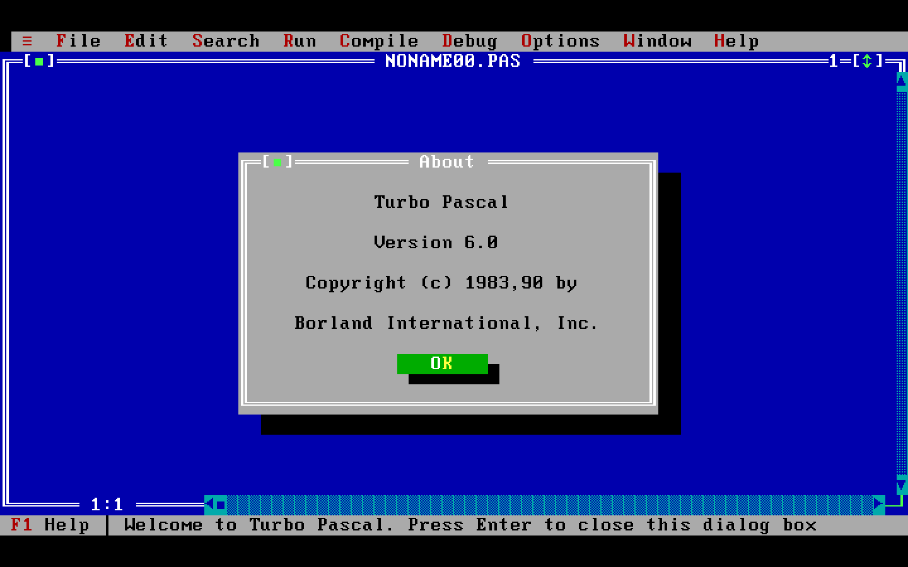 ≡ File Edit Search Run Compile Debug Options Window Help
[■] NONAME00.PAS 1=[↕]
[■] About
Turbo Pascal
Version 6.0
Copyright (c) 1983,90 by
Borland International, Inc.
OK
1:1
F1 Help │ Welcome to Turbo Pascal. Press Enter to close this dialog box